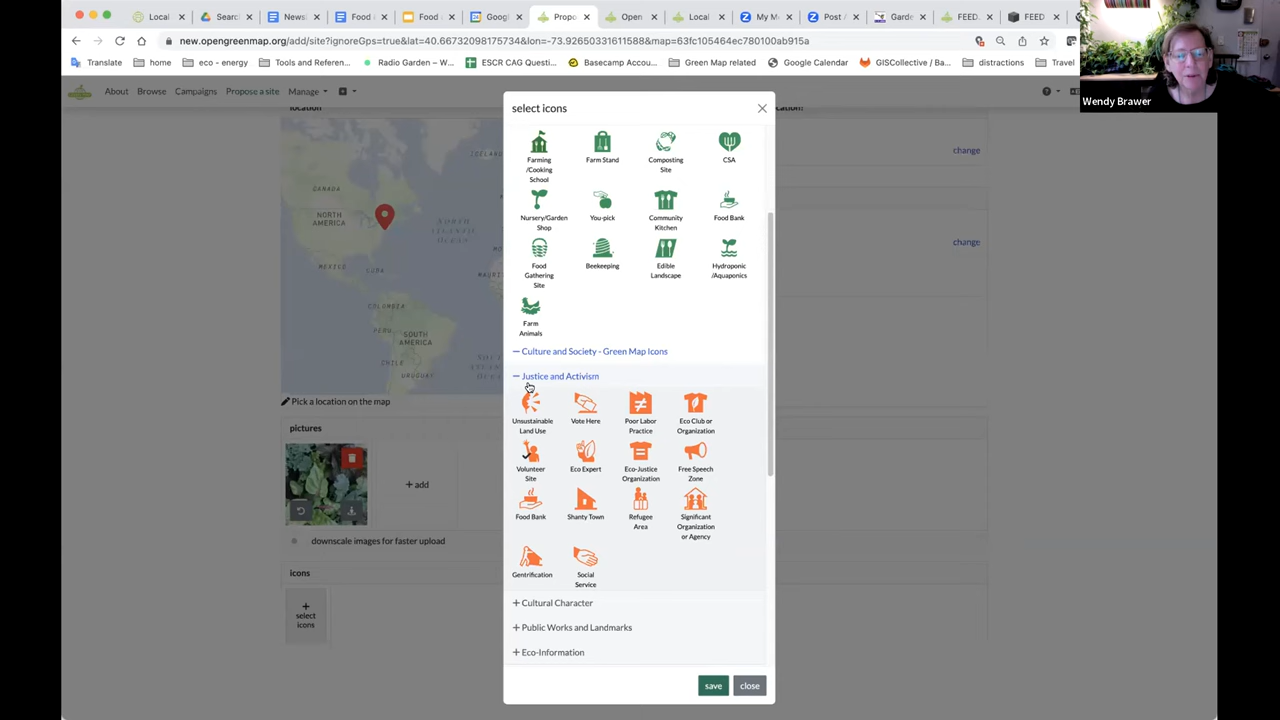 Local
Search
News
Food
Food
Google
Propo
Open
Local
My M
Post A
Garde
FEED.
FEED
new.opengreenmap.org/add/site?ignoreGps=true&lat=40.66732098175734&lon=-73.92650331611588&map=63fc105464ec780100ab915a
Translate
home
eco - energy
Tools and Referen...
Radio Garden – W...
ESCR CAG Questi...
Basecamp Accou...
Green Map related
Google Calendar
GISCollective / Ba...
distractions
Travel
Wendy Brawer
About
Browse
Campaigns
Propose a site
Manage
select icons
change
change
CANADA
NORTH
AMERICA
MEXICO
CUBA
COLOMBIA
PERU
SOUTH
AMERICA
CHILE
URUGUAY
Pick a location on the map
pictures
+ add
downscale images for faster upload
icons
+
select
icons
Farming
/Cooking
School
Farm Stand
Composting
Site
CSA
Nursery/Garden
Shop
You-pick
Community
Kitchen
Food Bank
Food
Gathering
Site
Beekeeping
Edible
Landscape
Hydroponic
/Aquaponics
Farm
Animals
– Culture and Society - Green Map Icons
– Justice and Activism
Unsustainable
Land Use
Vote Here
Poor Labor
Practice
Eco Club or
Organization
Volunteer
Site
Eco Expert
Eco-Justice
Organization
Free Speech
Zone
Food Bank
Shanty Town
Refugee
Area
Significant
Organization
or Agency
Gentrification
Social
Service
+ Cultural Character
+ Public Works and Landmarks
+ Eco-Information
save
close